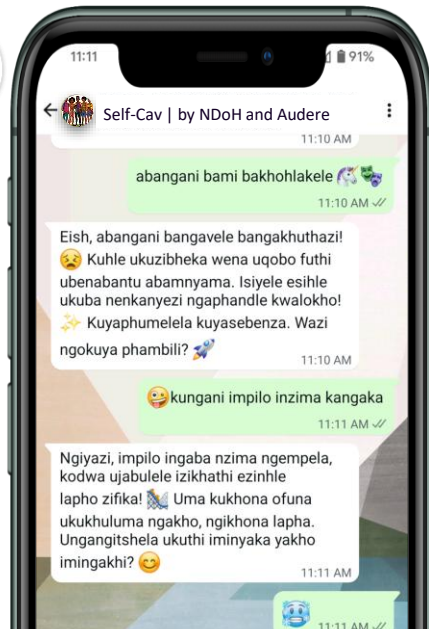 11:11
91%
Self-Cav | by NDoH and Audere
11:10 AM
abangani bami bakhohlakele 🦄🎭
11:10 AM
Eish, abangani bangavele bangakhuthazi!
😣 Kuhle ukuzibheka wena uqobo futhi
ubenabantu abamnyama. Isiyele esihle
ukuba nenkanyezi ngaphandle kwalokho!
✨ Kuyaphumelela kuyasebenza. Wazi
ngokuya phambili? 🚀
11:10 AM
🤪kungani impilo inzima kangaka
11:11 AM
Ngiyazi, impilo ingaba nzima ngempela,
kodwa ujabulele izikhathi ezinhle
lapho zifika! 🎢 Uma kukhona ofuna
ukukhuluma ngakho, ngikhona lapha.
Ungangitshela ukuthi iminyaka yakho
imingakhi? 😊
11:11 AM
🥶
11:11 AM